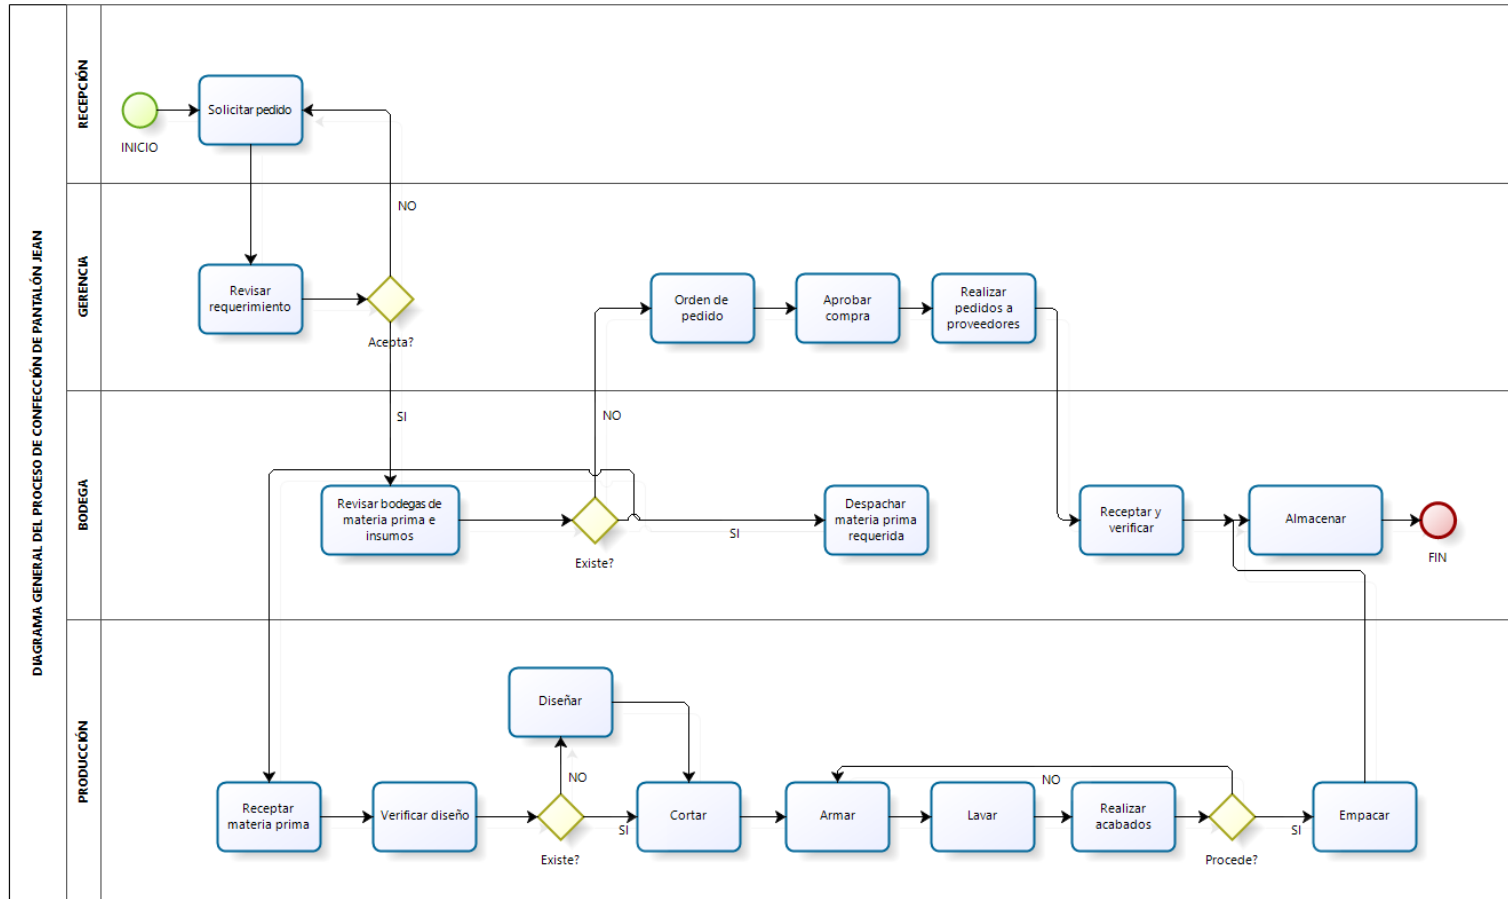 DIAGRAMA GENERAL DEL PROCESO DE CONFECCIÓN DE PANTALÓN JEAN
RECEPCIÓN
INICIO
Solicitar pedido
NO
GERENCIA
Revisar
requerimiento
Acepta?
SI
Orden de
pedido
Aprobar
compra
Realizar
pedidos a
proveedores
BODEGA
Revisar bodegas de
materia prima e
insumos
Existe?
NO
SI
Despachar
materia prima
requerida
Receptar y
verificar
Almacenar
FIN
PRODUCCIÓN
Receptar
materia prima
Verificar diseño
Existe?
NO
Diseñar
SI
Cortar
Armar
Lavar
Realizar
acabados
NO
Procede?
SI
Empacar